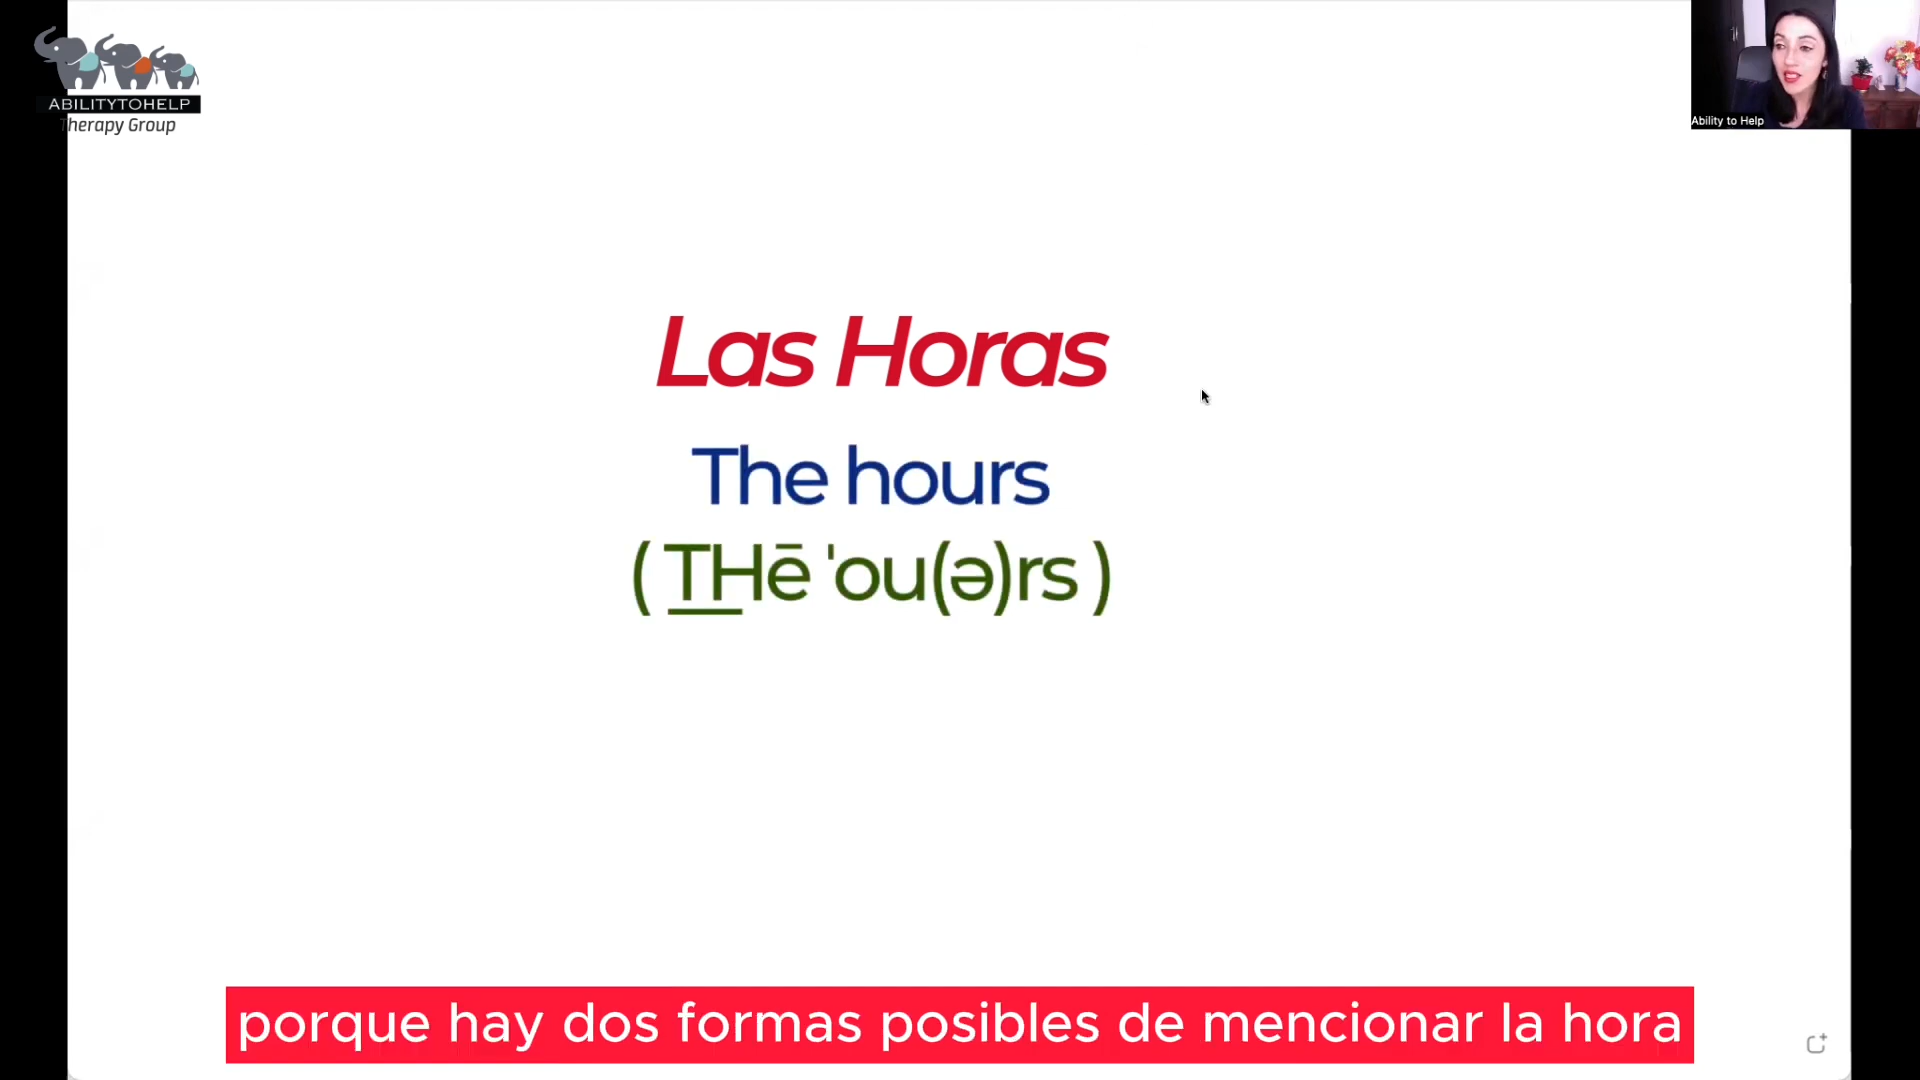 ABILITYTOHELP
Therapy Group
Ability to Help
Las Horas
The hours
( THē ˈou(ə)rs )
porque hay dos formas posibles de mencionar la hora